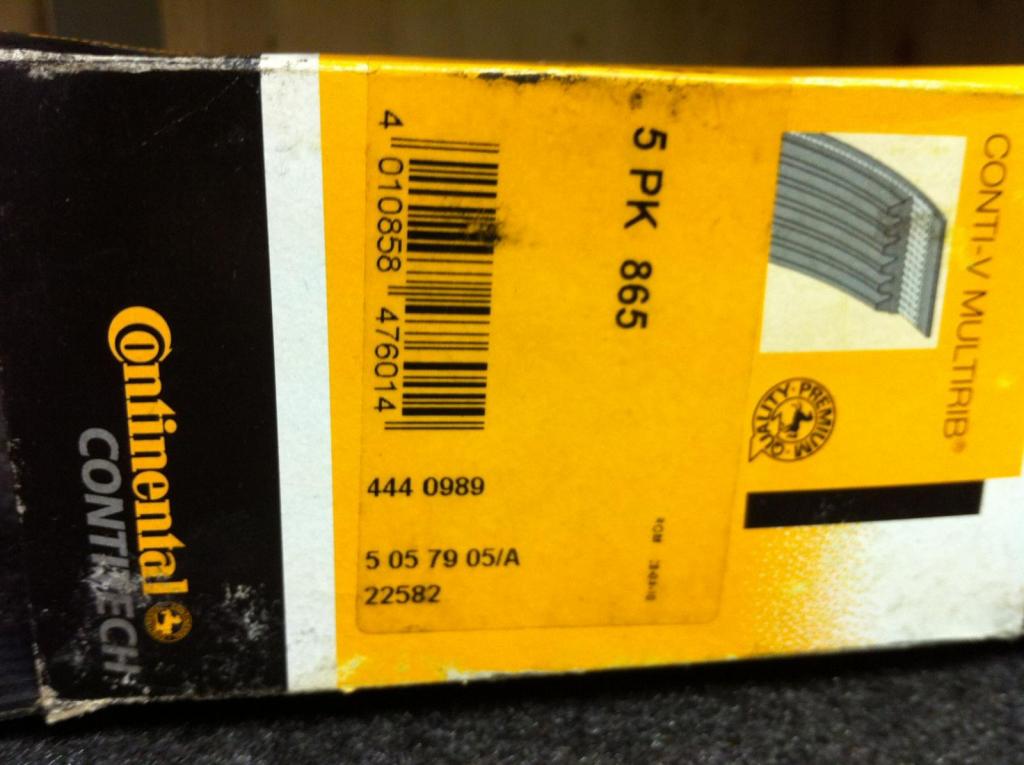 CONTI-V MULTIRIB®
PREMIUM QUALITY
5 PK 865
4 010858 476014
444 0989
5 05 79 05/A
22582
Continental
CONTITECH